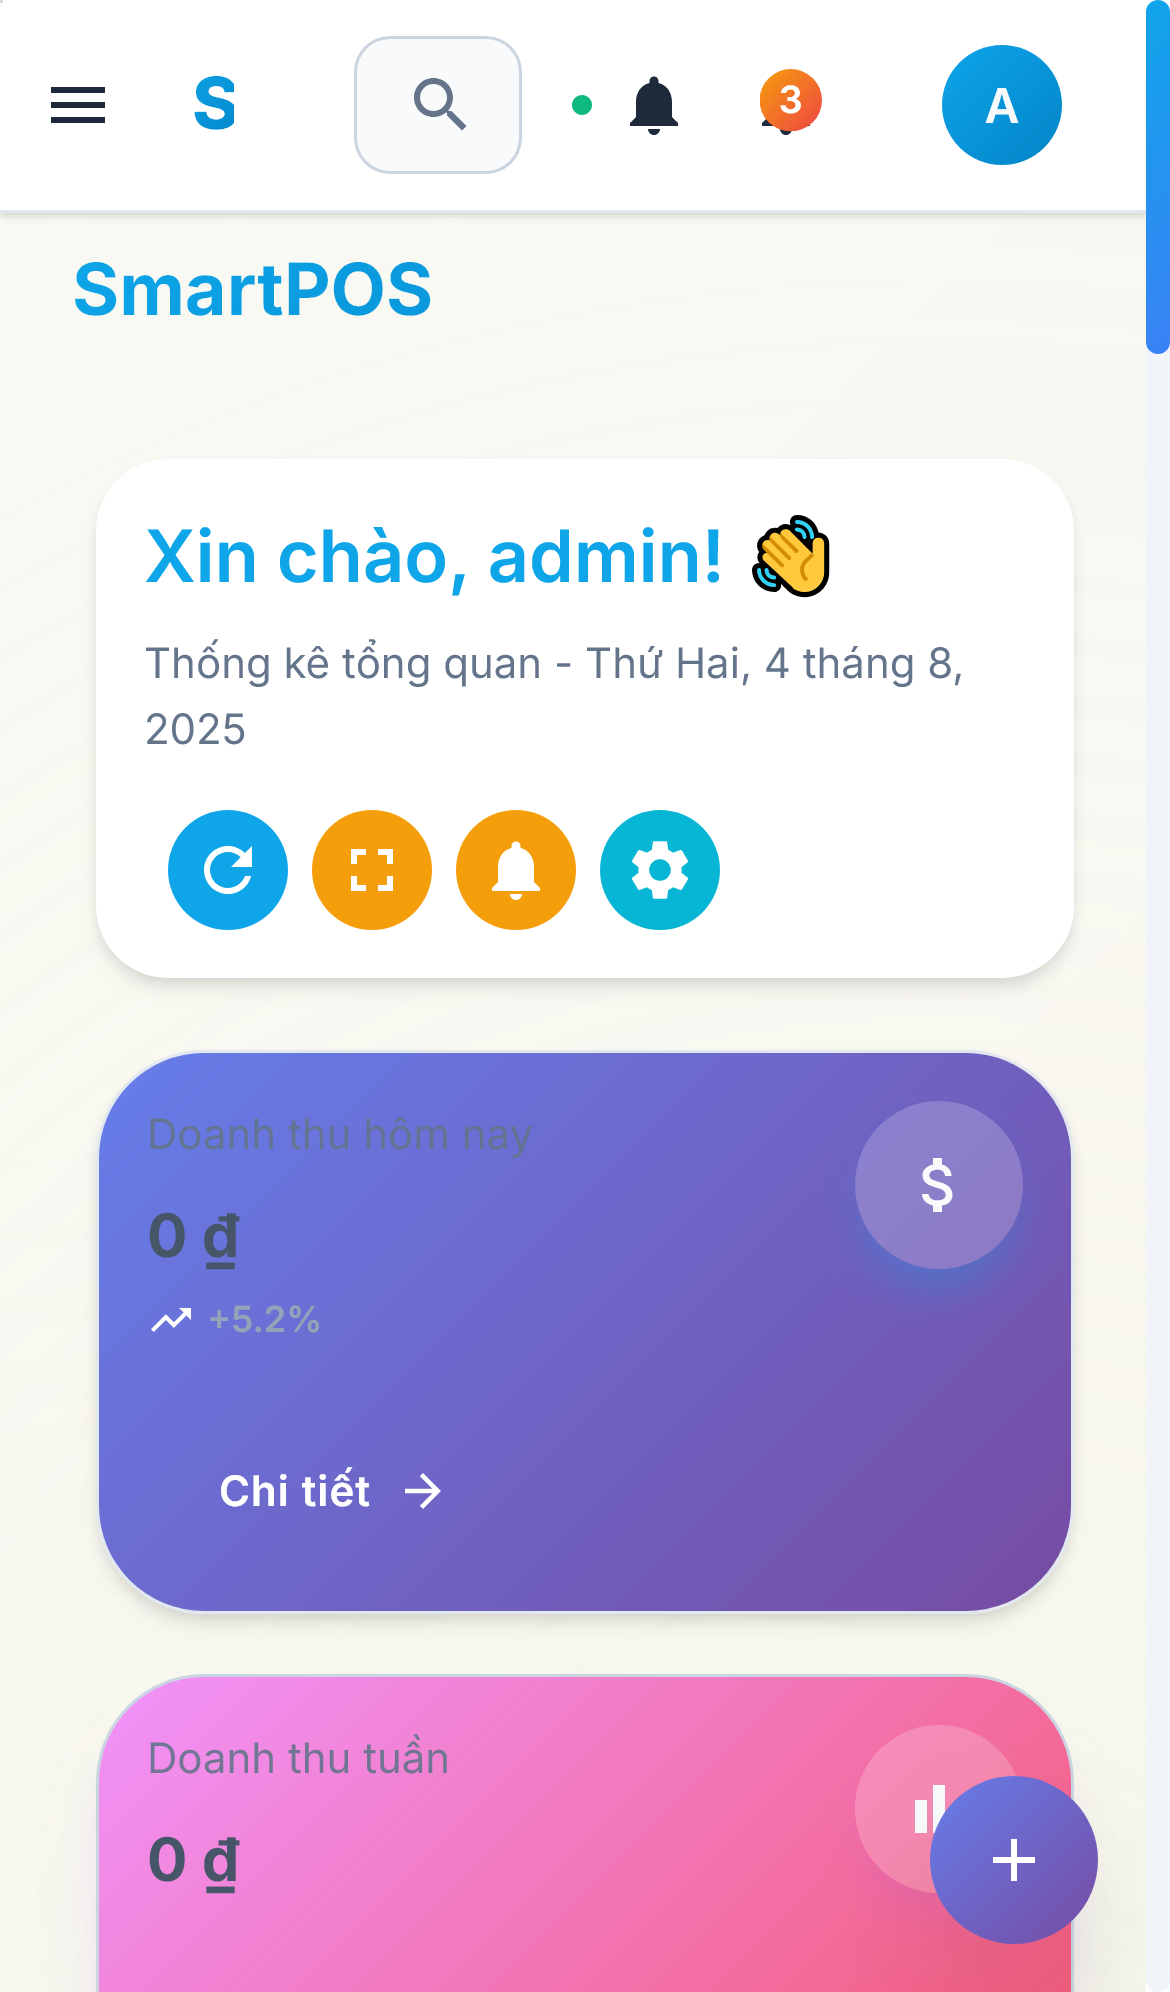 S
3
A
SmartPOS
Xin chào, admin! 👋
Thống kê tổng quan - Thứ Hai, 4 tháng 8,
2025
Doanh thu hôm nay
$
0 ₫
+5.2%
Chi tiết →
Doanh thu tuần
0 ₫
+